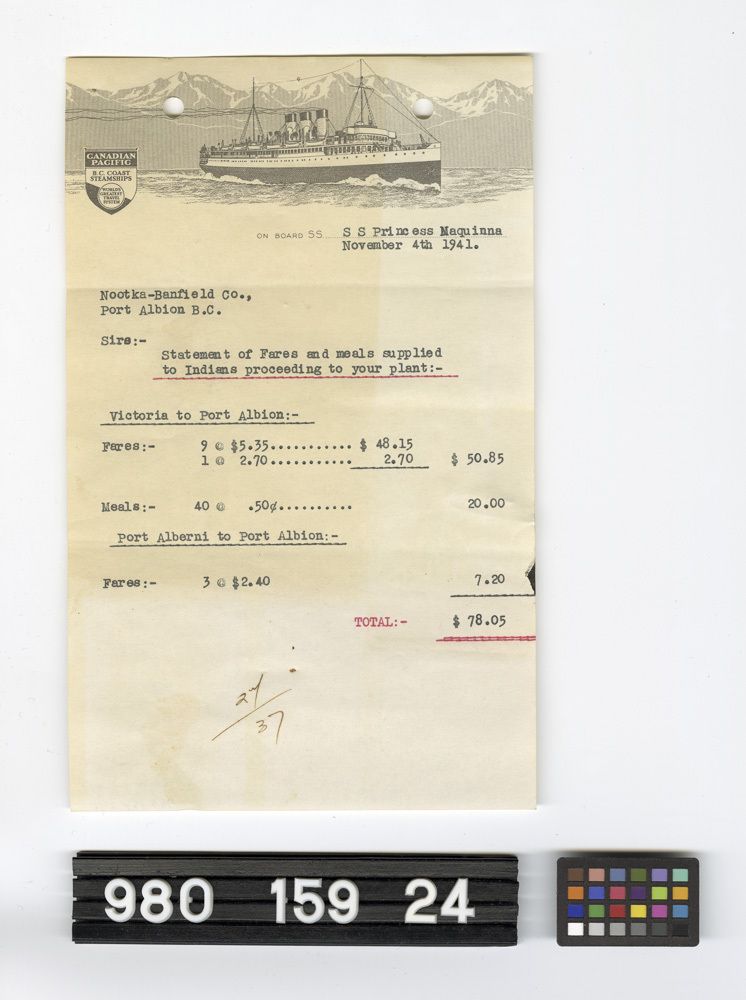 CANADIAN
PACIFIC
B.C. COAST
STEAMSHIPS
WORLD'S
GREATEST
TRAVEL
SYSTEM
ON BOARD SS S S Princess Maquinna
November 4th 1941.
Nootka-Banfield Co.,
Port Albion B.C.
Sirs:-
Statement of Fares and meals supplied
to Indians proceeding to your plant:-
Victoria to Port Albion:-
Fares:- 9 @ $5.35........... $ 48.15
1 @ 2.70........... 2.70 $ 50.85
Meals:- 40 @ .50¢.......... 20.00
Port Alberni to Port Albion:-
Fares:- 3 @ $2.40 7.20
TOTAL:- $ 78.05
24
37
980 159 24